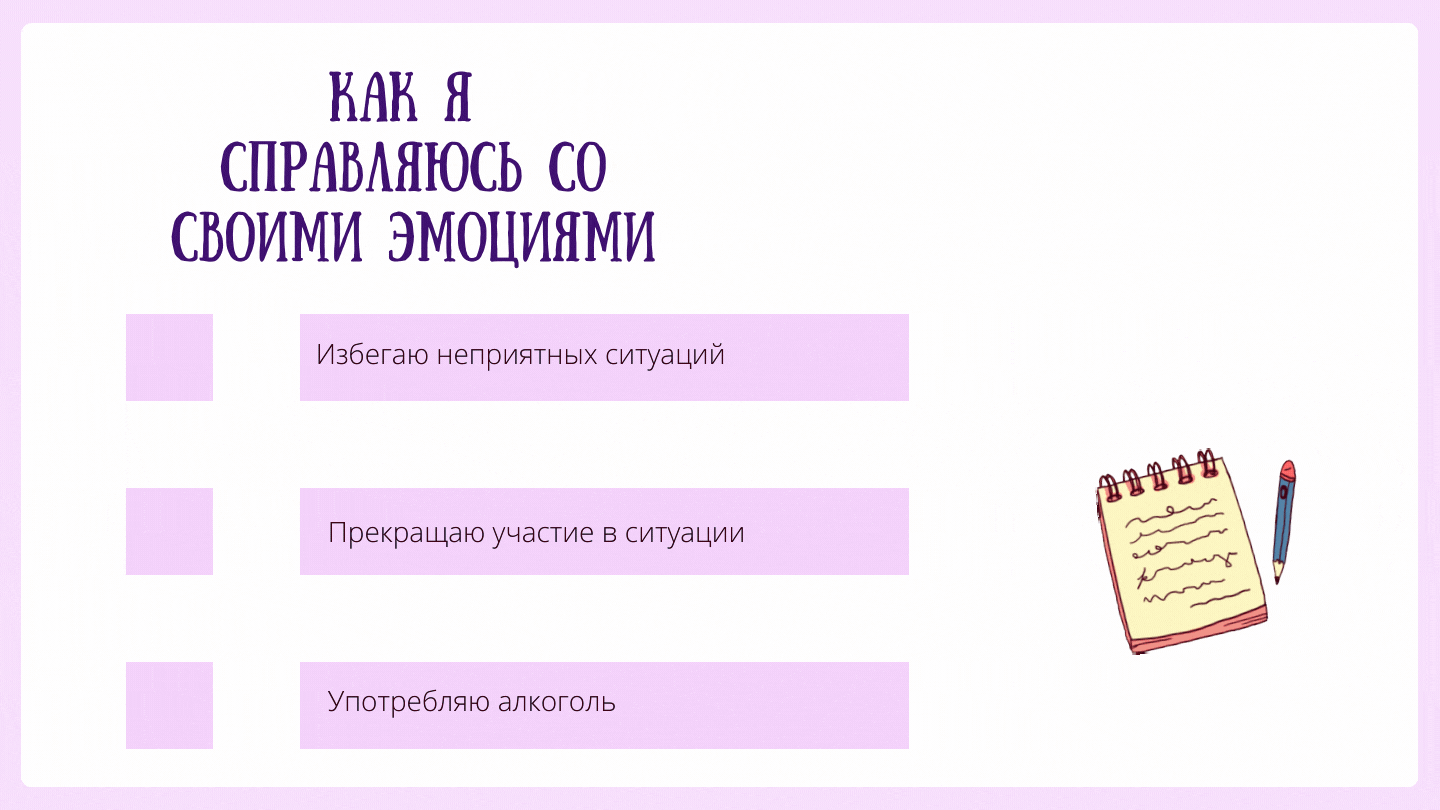 КАК Я
СПРАВЛЯЮСЬ СО
СВОИМИ ЭМОЦИЯМИ
Избегаю неприятных ситуаций
Прекращаю участие в ситуации
Употребляю алкоголь